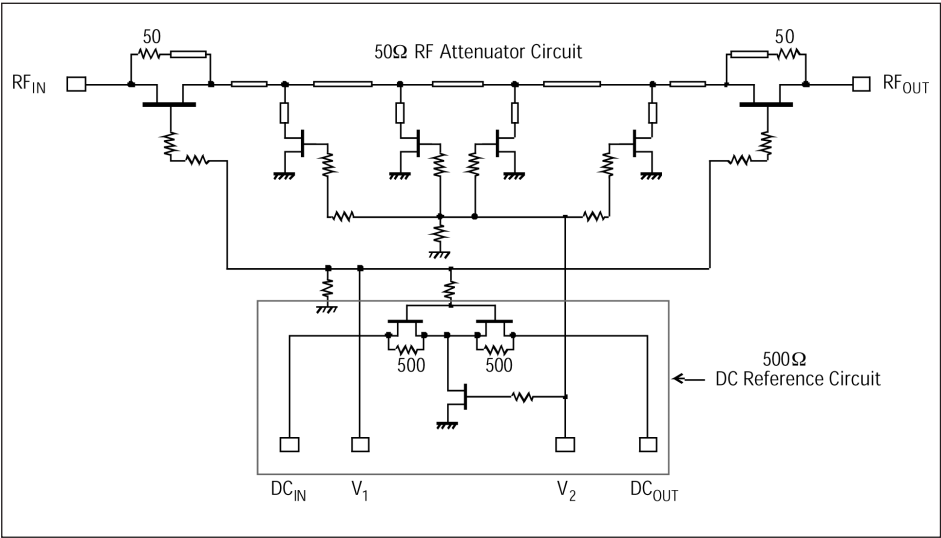 50
50Ω RF Attenuator Circuit
50
RF_IN
RF_OUT
500
500
500Ω
DC Reference Circuit
DC_IN
V_1
V_2
DC_OUT